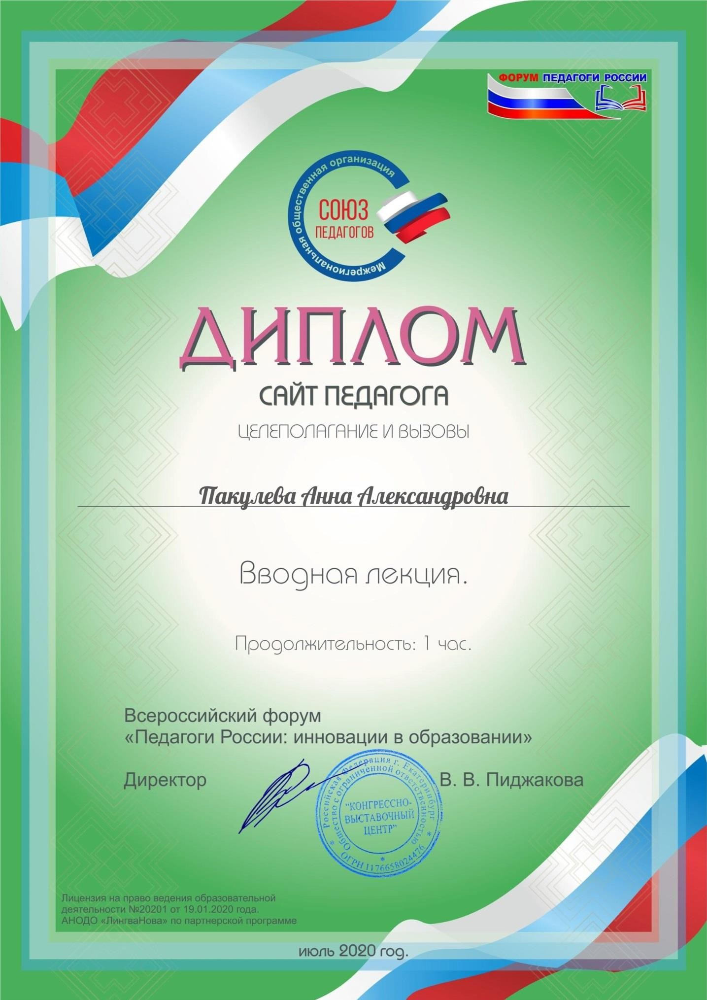 ФОРУМ ПЕДАГОГИ РОССИИ
Межрегиональная общественная организация
СОЮЗ
ПЕДАГОГОВ
ДИПЛОМ
САЙТ ПЕДАГОГА
ЦЕЛЕПОЛАГАНИЕ И ВЫЗОВЫ
Пакулева Анна Александровна
Вводная лекция.
Продолжительность: 1 час.
Всероссийский форум
«Педагоги России: инновации в образовании»
Директор
В. В. Пиджакова
Российская Федерация г. Екатеринбург
Общество с ограниченной ответственностью
"КОНГРЕССНО-
ВЫСТАВОЧНЫЙ
ЦЕНТР"
* ОГРН 1176658024476 *
Лицензия на право ведения образовательной
деятельности №20201 от 19.01.2020 года.
АНОДО «ЛингваНова» по партнерской программе
июль 2020 год.